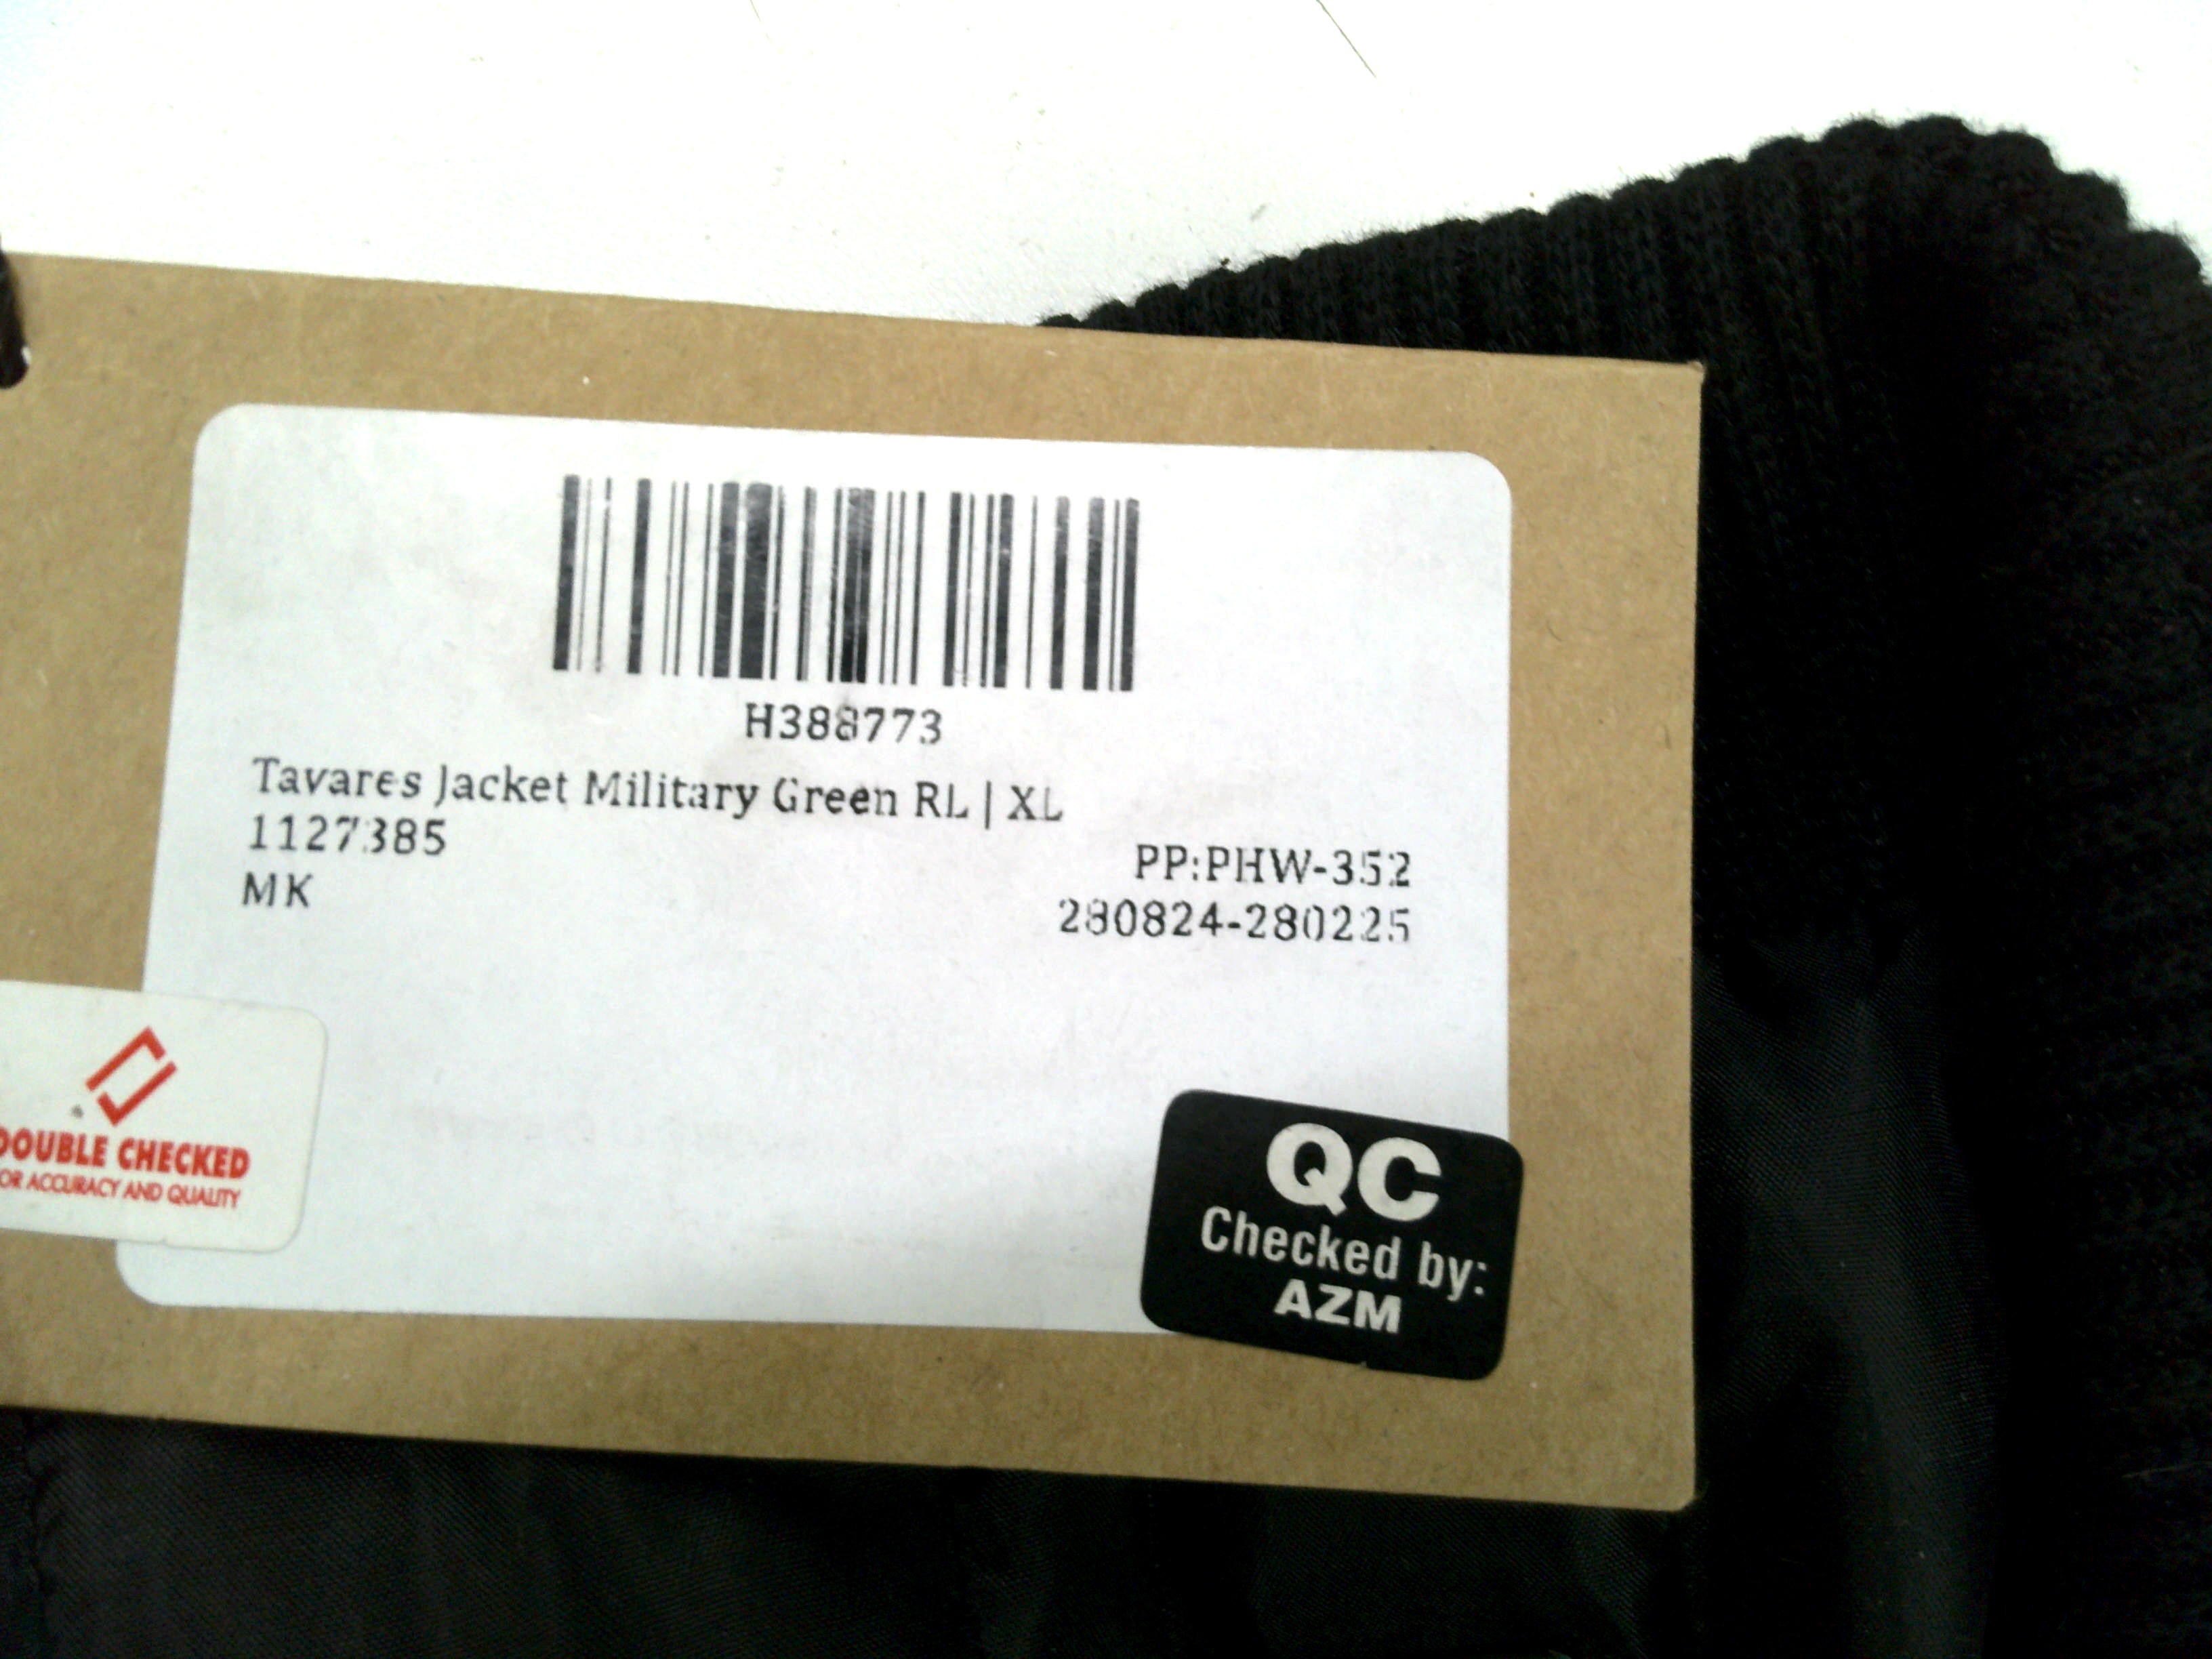 H388773
Tavares Jacket Military Green RL | XL
1127385
PP:PHW-352
MK
280824-280225
DOUBLE CHECKED
FOR ACCURACY AND QUALITY
QC
Checked by:
AZM